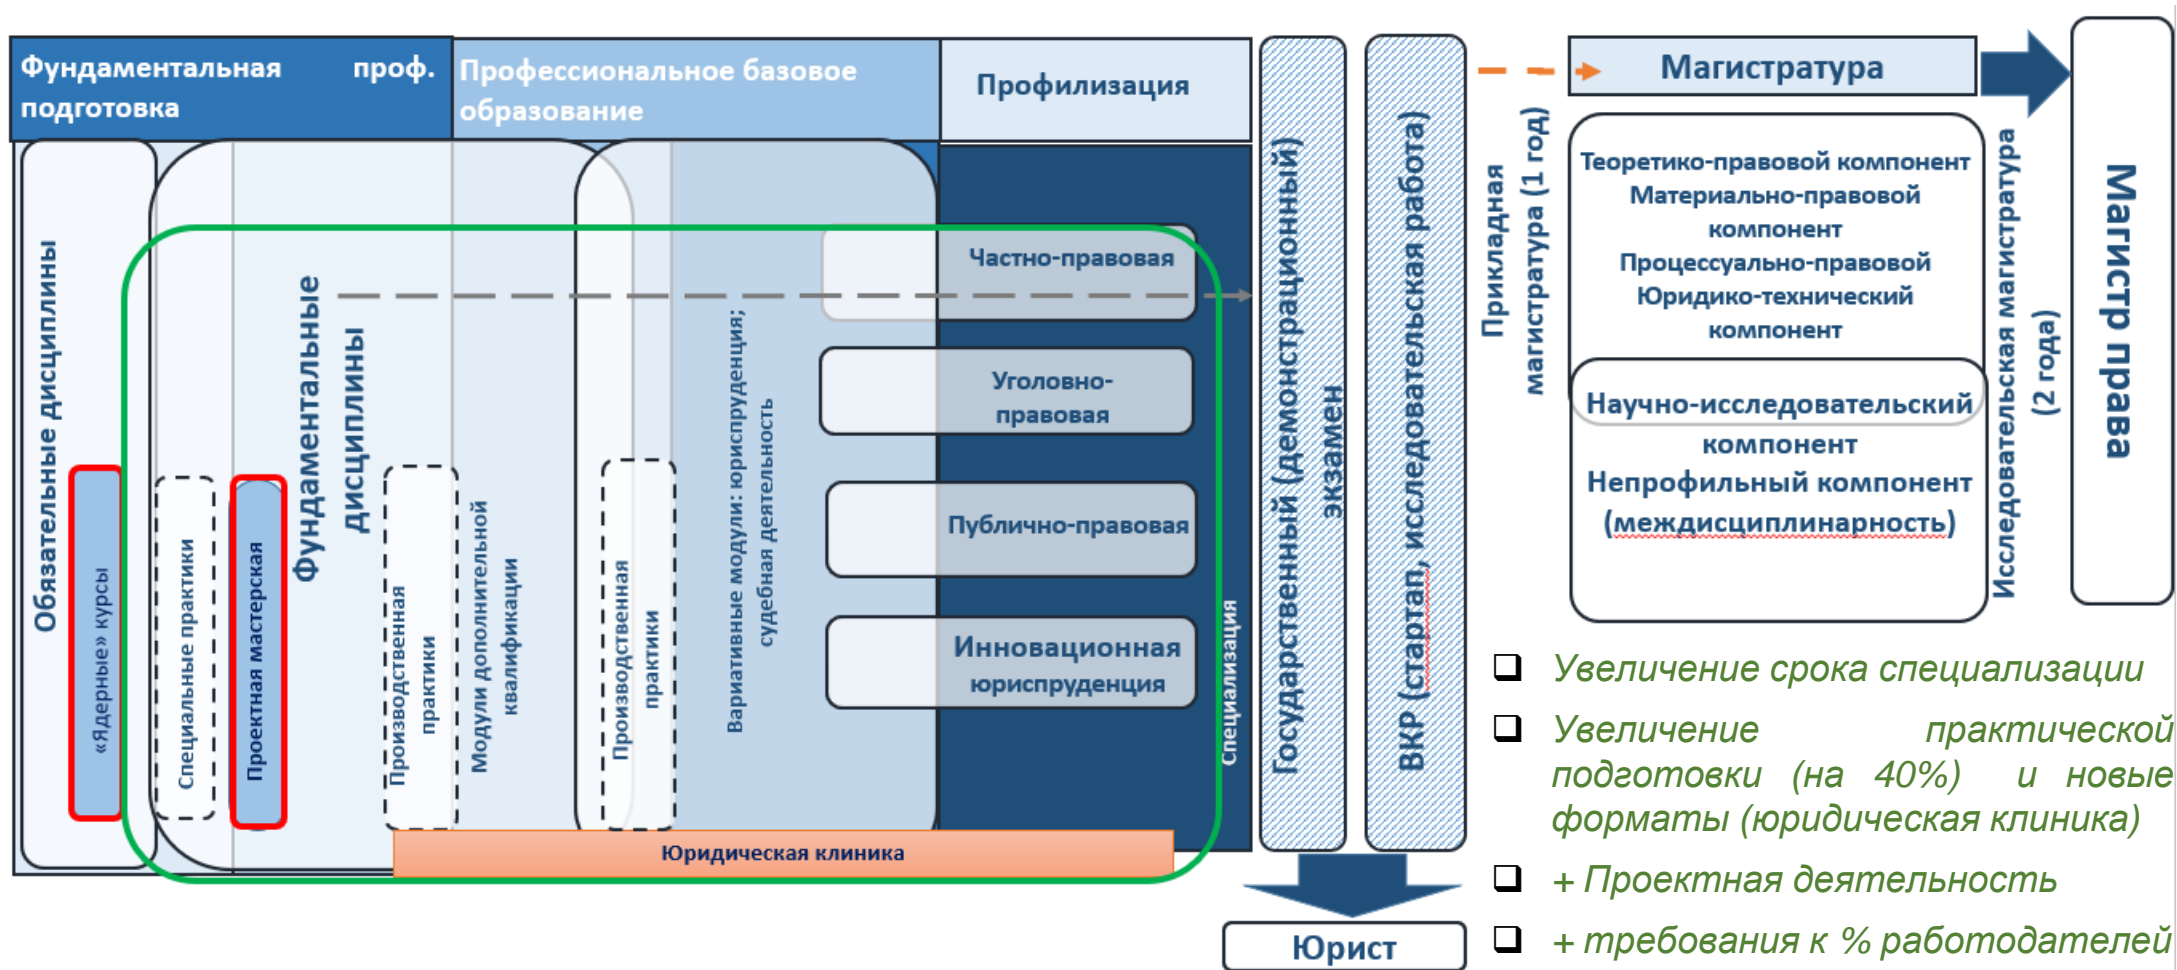 Фундаментальная проф.
подготовка
Профессиональное базовое
образование
Профилизация
Обязательные дисциплины
«Ядерные» курсы
Специальные практики
Проектная мастерская
Фундаментальные
дисциплины
Производственная
практики
Модули дополнительной
квалификации
Производственная
практики
Вариативные модули: юриспруденция;
судебная деятельность
Частно-правовая
Уголовно-
правовая
Публично-правовая
Инновационная
юриспруденция
Специализация
Юридическая клиника
Государственный (демонстрационный)
экзамен
ВКР (стартап, исследовательская работа)
Юрист
Прикладная
магистратура (1 год)
Магистратура
Теоретико-правовой компонент
Материально-правовой
компонент
Процессуально-правовой
Юридико-технический
компонент
Научно-исследовательский
компонент
Непрофильный компонент
(междисциплинарность)
Исследовательская магистратура
(2 года)
Магистр права
Увеличение срока специализации
Увеличение практической
подготовки (на 40%) и новые
форматы (юридическая клиника)
+ Проектная деятельность
+ требования к % работодателей